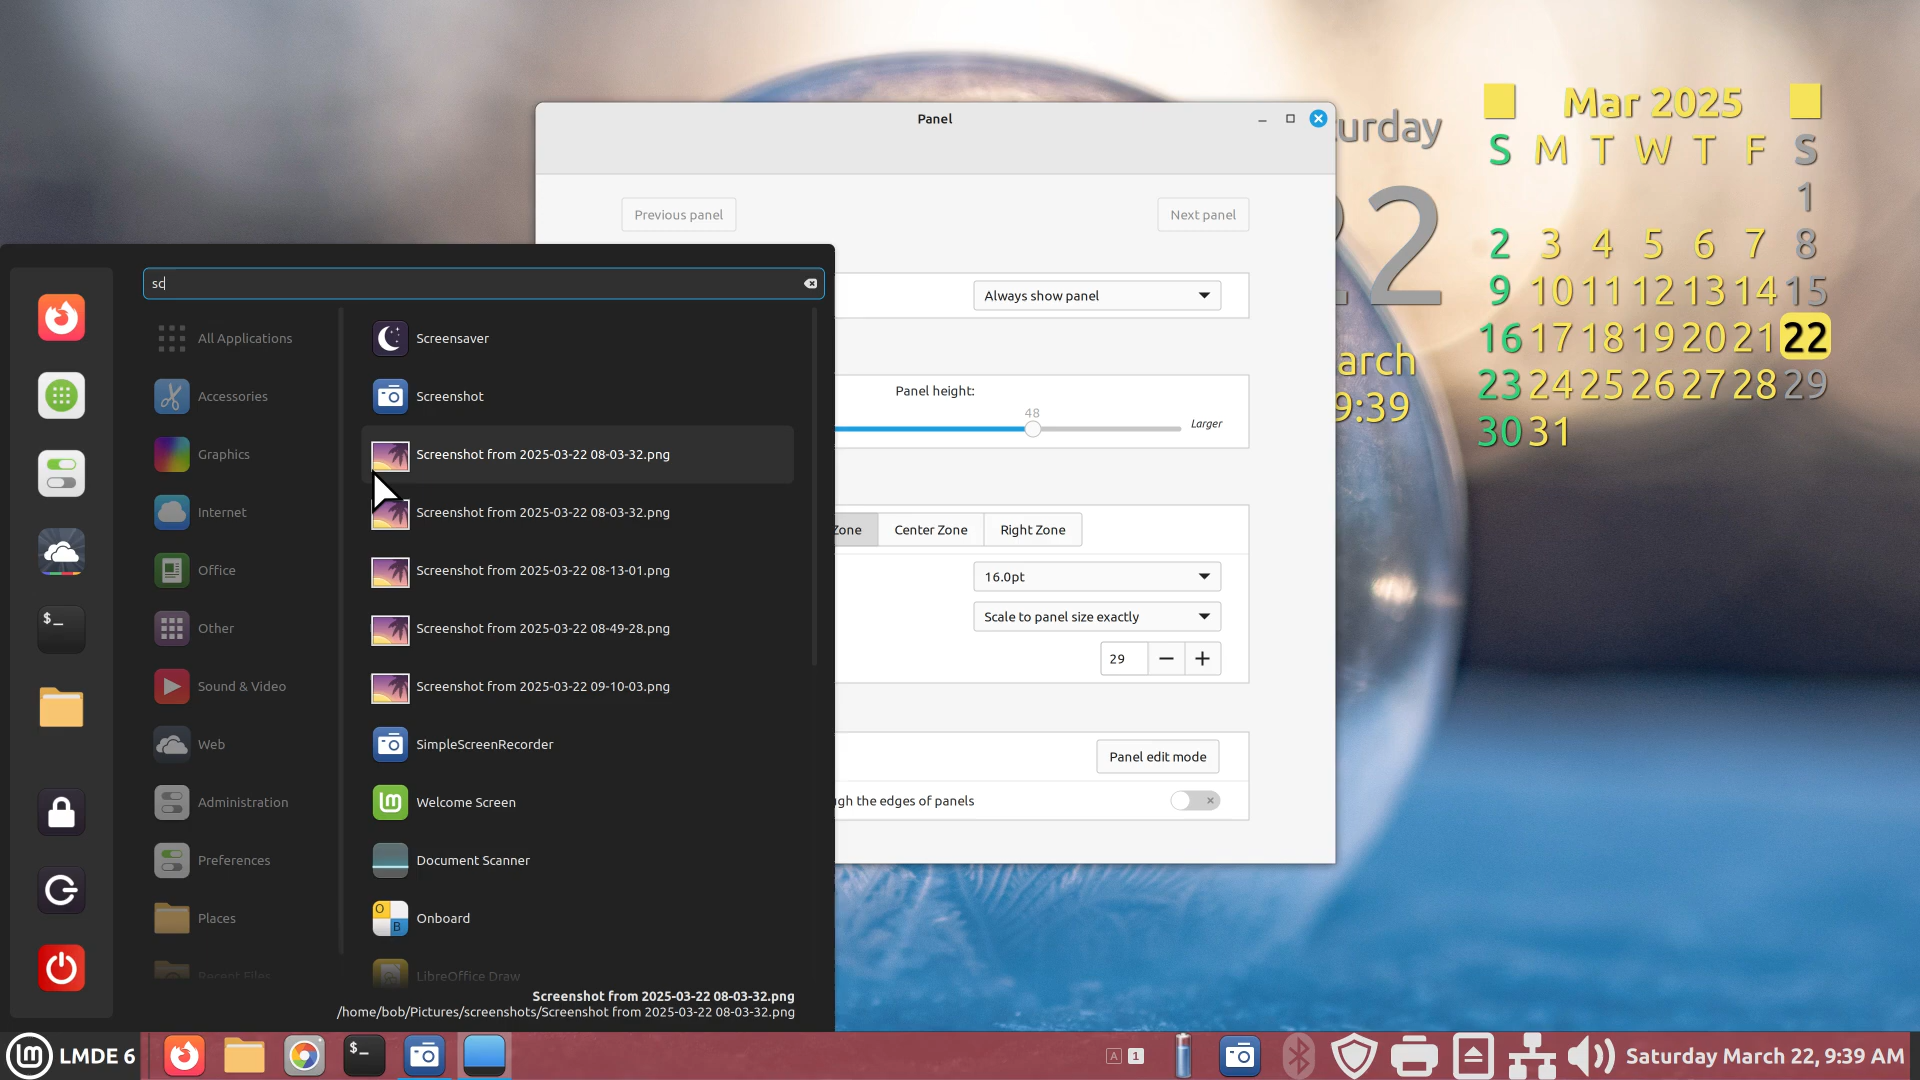 Panel
Previous panel
Next panel
Always show panel
Panel height:
48
Larger
Zone
Center Zone
Right Zone
16.0pt
Scale to panel size exactly
29
Panel edit mode
gh the edges of panels
urday
22
arch
9:39
Mar 2025
S M T W T F S
1
2 3 4 5 6 7 8
9 10 11 12 13 14 15
16 17 18 19 20 21 22
23 24 25 26 27 28 29
30 31
sc
All Applications
Accessories
Graphics
Internet
Office
Other
Sound & Video
Web
Administration
Preferences
Places
Recent Files
Screensaver
Screenshot
Screenshot from 2025-03-22 08-03-32.png
Screenshot from 2025-03-22 08-03-32.png
Screenshot from 2025-03-22 08-13-01.png
Screenshot from 2025-03-22 08-49-28.png
Screenshot from 2025-03-22 09-10-03.png
SimpleScreenRecorder
Welcome Screen
Document Scanner
Onboard
LibreOffice Draw
Screenshot from 2025-03-22 08-03-32.png
/home/bob/Pictures/screenshots/Screenshot from 2025-03-22 08-03-32.png
LMDE 6
$_
A
1
Saturday March 22, 9:39 AM